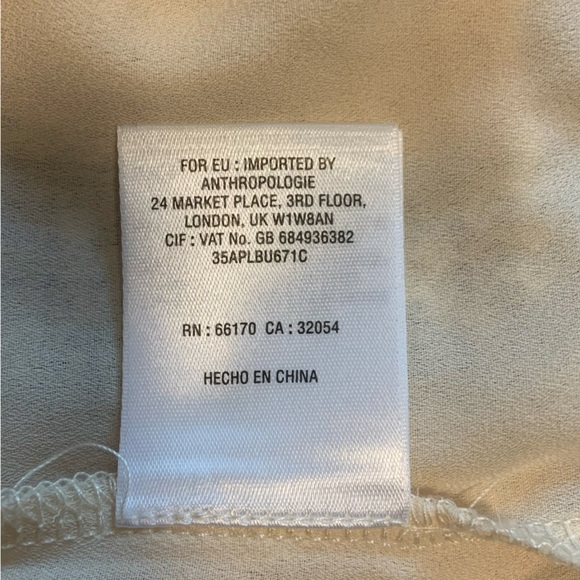 FOR EU : IMPORTED BY
ANTHROPOLOGIE
24 MARKET PLACE, 3RD FLOOR,
LONDON, UK W1W8AN
CIF : VAT No. GB 684936382
35APLBU671C
RN : 66170 CA : 32054
HECHO EN CHINA